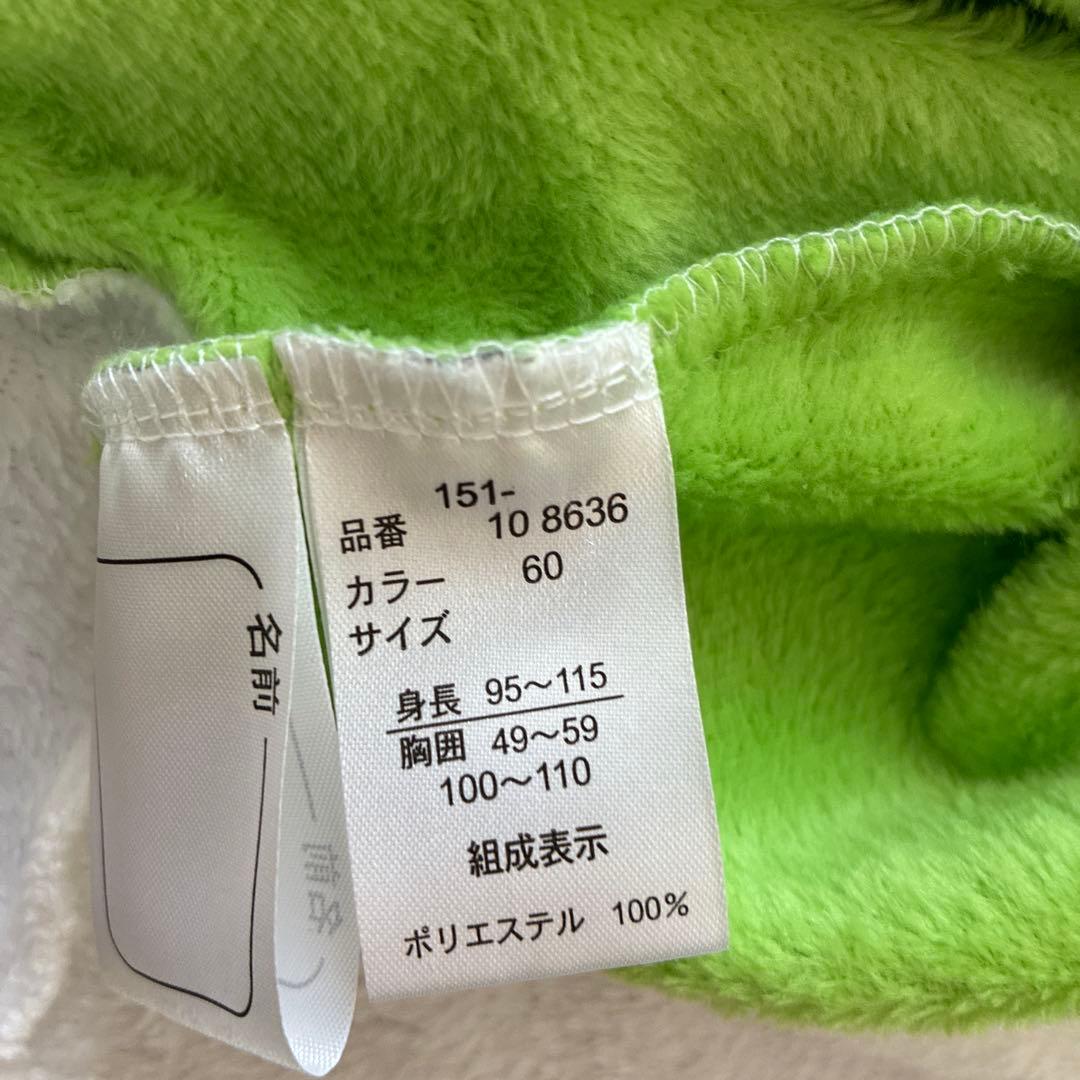 151-
品番 10 8636
カラー 60
サイズ
身長 95～115
胸囲 49～59
100～110
組成表示
ポリエステル 100%
名前